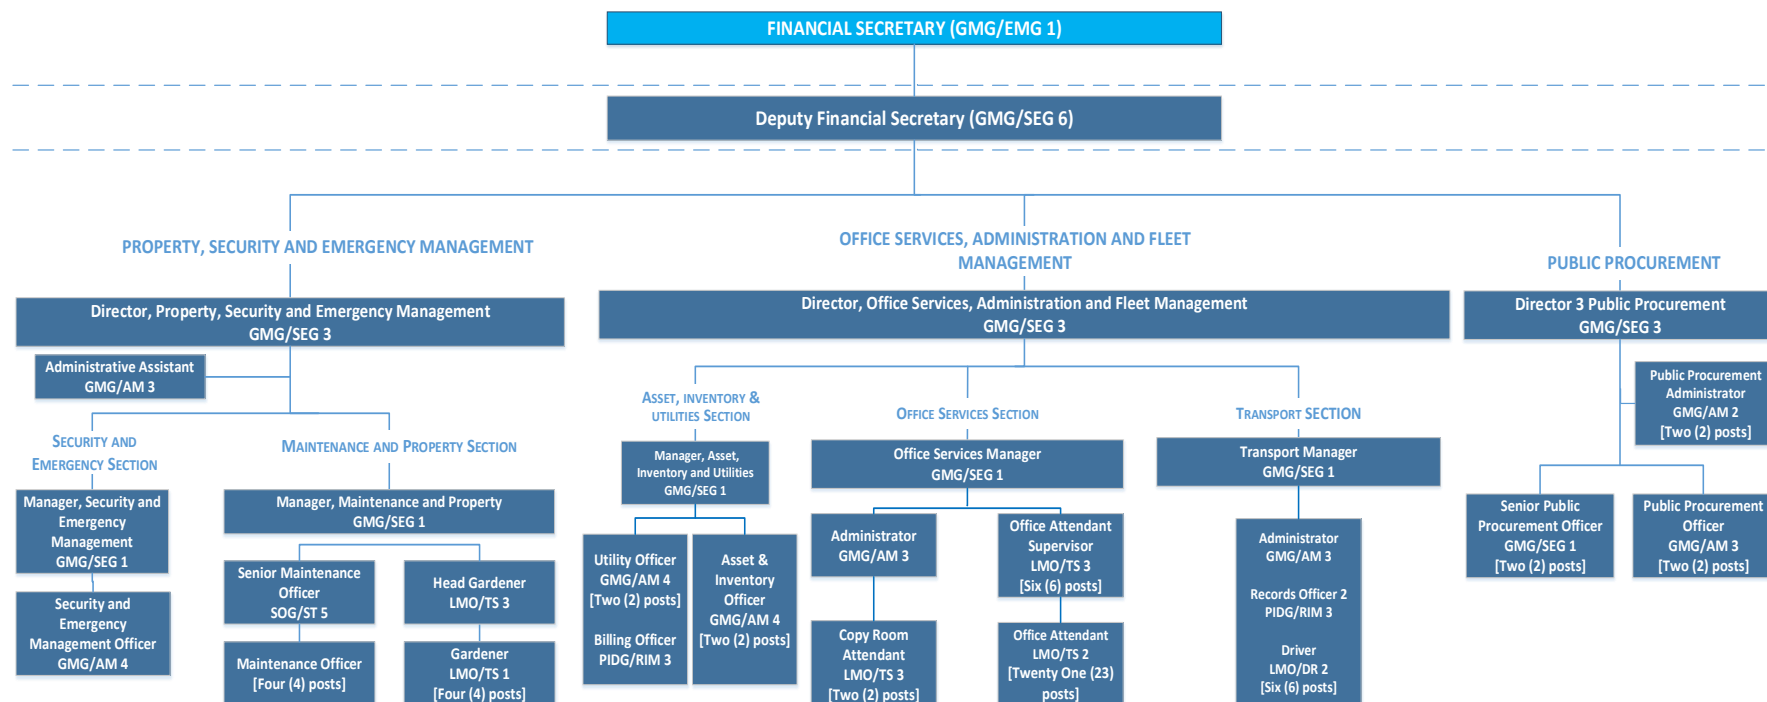 FINANCIAL SECRETARY (GMG/EMG 1)
Deputy Financial Secretary (GMG/SEG 6)
PROPERTY, SECURITY AND EMERGENCY MANAGEMENT
Director, Property, Security and Emergency Management
GMG/SEG 3
Administrative Assistant
GMG/AM 3
SECURITY AND
EMERGENCY SECTION
Manager, Security and
Emergency
Management
GMG/SEG 1
Security and
Emergency
Management Officer
GMG/AM 4
MAINTENANCE AND PROPERTY SECTION
Manager, Maintenance and Property
GMG/SEG 1
Senior Maintenance
Officer
SOG/ST 5
Maintenance Officer
[Four (4) posts]
Head Gardener
LMO/TS 3
Gardener
LMO/TS 1
[Four (4) posts]
OFFICE SERVICES, ADMINISTRATION AND FLEET
MANAGEMENT
Director, Office Services, Administration and Fleet Management
GMG/SEG 3
ASSET, INVENTORY &
UTILITIES SECTION
Manager, Asset,
Inventory and Utilities
GMG/SEG 1
Utility Officer
GMG/AM 4
[Two (2) posts]
Billing Officer
PIDG/RIM 3
Asset &
Inventory
Officer
GMG/AM 4
[Two (2) posts]
OFFICE SERVICES SECTION
Office Services Manager
GMG/SEG 1
Administrator
GMG/AM 3
Copy Room
Attendant
LMO/TS 3
[Two (2) posts]
Office Attendant
Supervisor
LMO/TS 3
[Six (6) posts]
Office Attendant
LMO/TS 2
[Twenty One (23)
posts]
TRANSPORT SECTION
Transport Manager
GMG/SEG 1
Administrator
GMG/AM 3
Records Officer 2
PIDG/RIM 3
Driver
LMO/DR 2
[Six (6) posts]
PUBLIC PROCUREMENT
Director 3 Public Procurement
GMG/SEG 3
Public Procurement
Administrator
GMG/AM 2
[Two (2) posts]
Senior Public
Procurement Officer
GMG/SEG 1
[Two (2) posts]
Public Procurement
Officer
GMG/AM 3
[Two (2) posts]